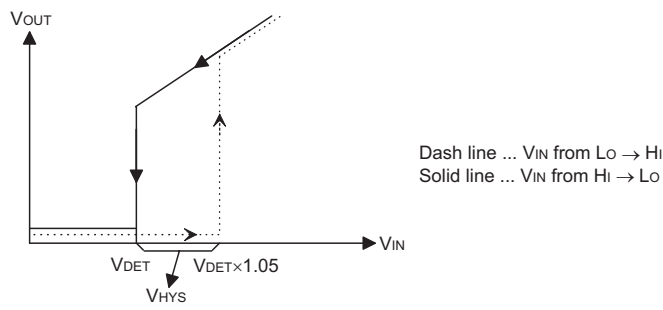 VOUT
Dash line ... VIN from LO → HI
Solid line ... VIN from HI → LO
VIN
VDET VDET×1.05
VHYS